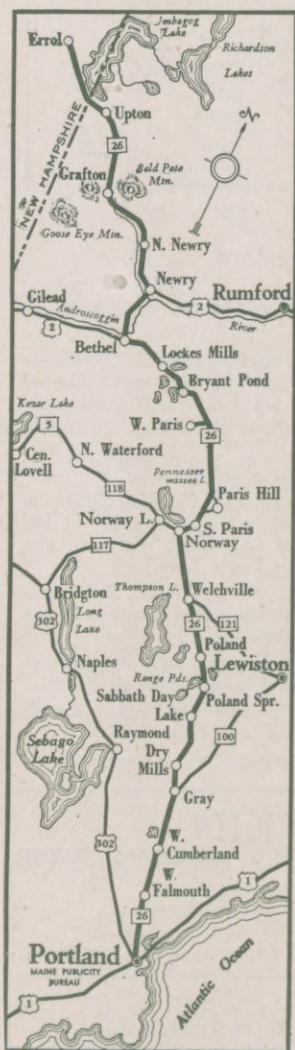 Errol
Imbagog
Lake
Richardson
Lakes
Upton
26
N
NEW HAMPSHIRE
Grafton
Bald Pate
Mtn.
Goose Eye Mtn.
N. Newry
Newry
Gilead
Androscoggin
2
Rumford
2
River
Bethel
Lockes Mills
Bryant Pond
Kezar Lake
5
W. Paris
26
Cen.
Lovell
N. Waterford
Pennesser
wassee L.
118
Paris Hill
Norway L.
S. Paris
Norway
117
Bridgton
Thompson L.
Welchville
302
Long
Lake
26
121
Poland
Lewiston
Naples
Range Pds.
Sabbath Day
Lake
Poland Spr.
Sebago
Lake
Raymond
Dry
Mills
100
Gray
302
W.
Cumberland
W.
Falmouth
1
26
Portland
MAINE PUBLICITY
BUREAU
1
Atlantic Ocean